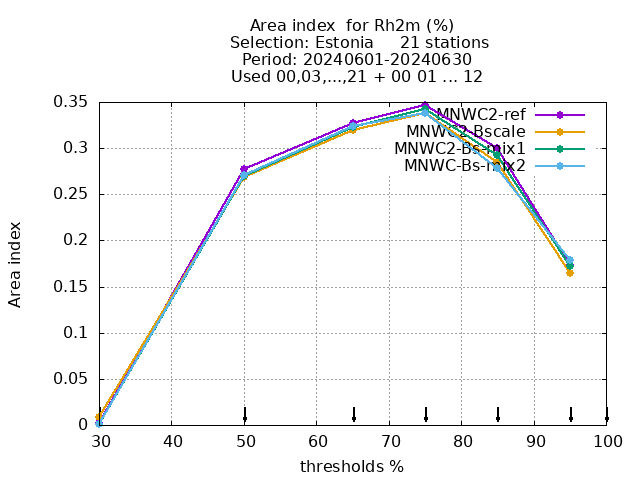 Area index  for Rh2m (%)
Selection: Estonia     21 stations
Period: 20240601-20240630
Used 00,03,...,21 + 00 01 ... 12
0.35
0.3
0.25
0.2
0.15
0.1
0.05
0
Area index
MNWC2-ref
MNWC2-Bscale
MNWC2-Bs-mix1
MNWC-Bs-mix2
30 40 50 60 70 80 90 100
thresholds %